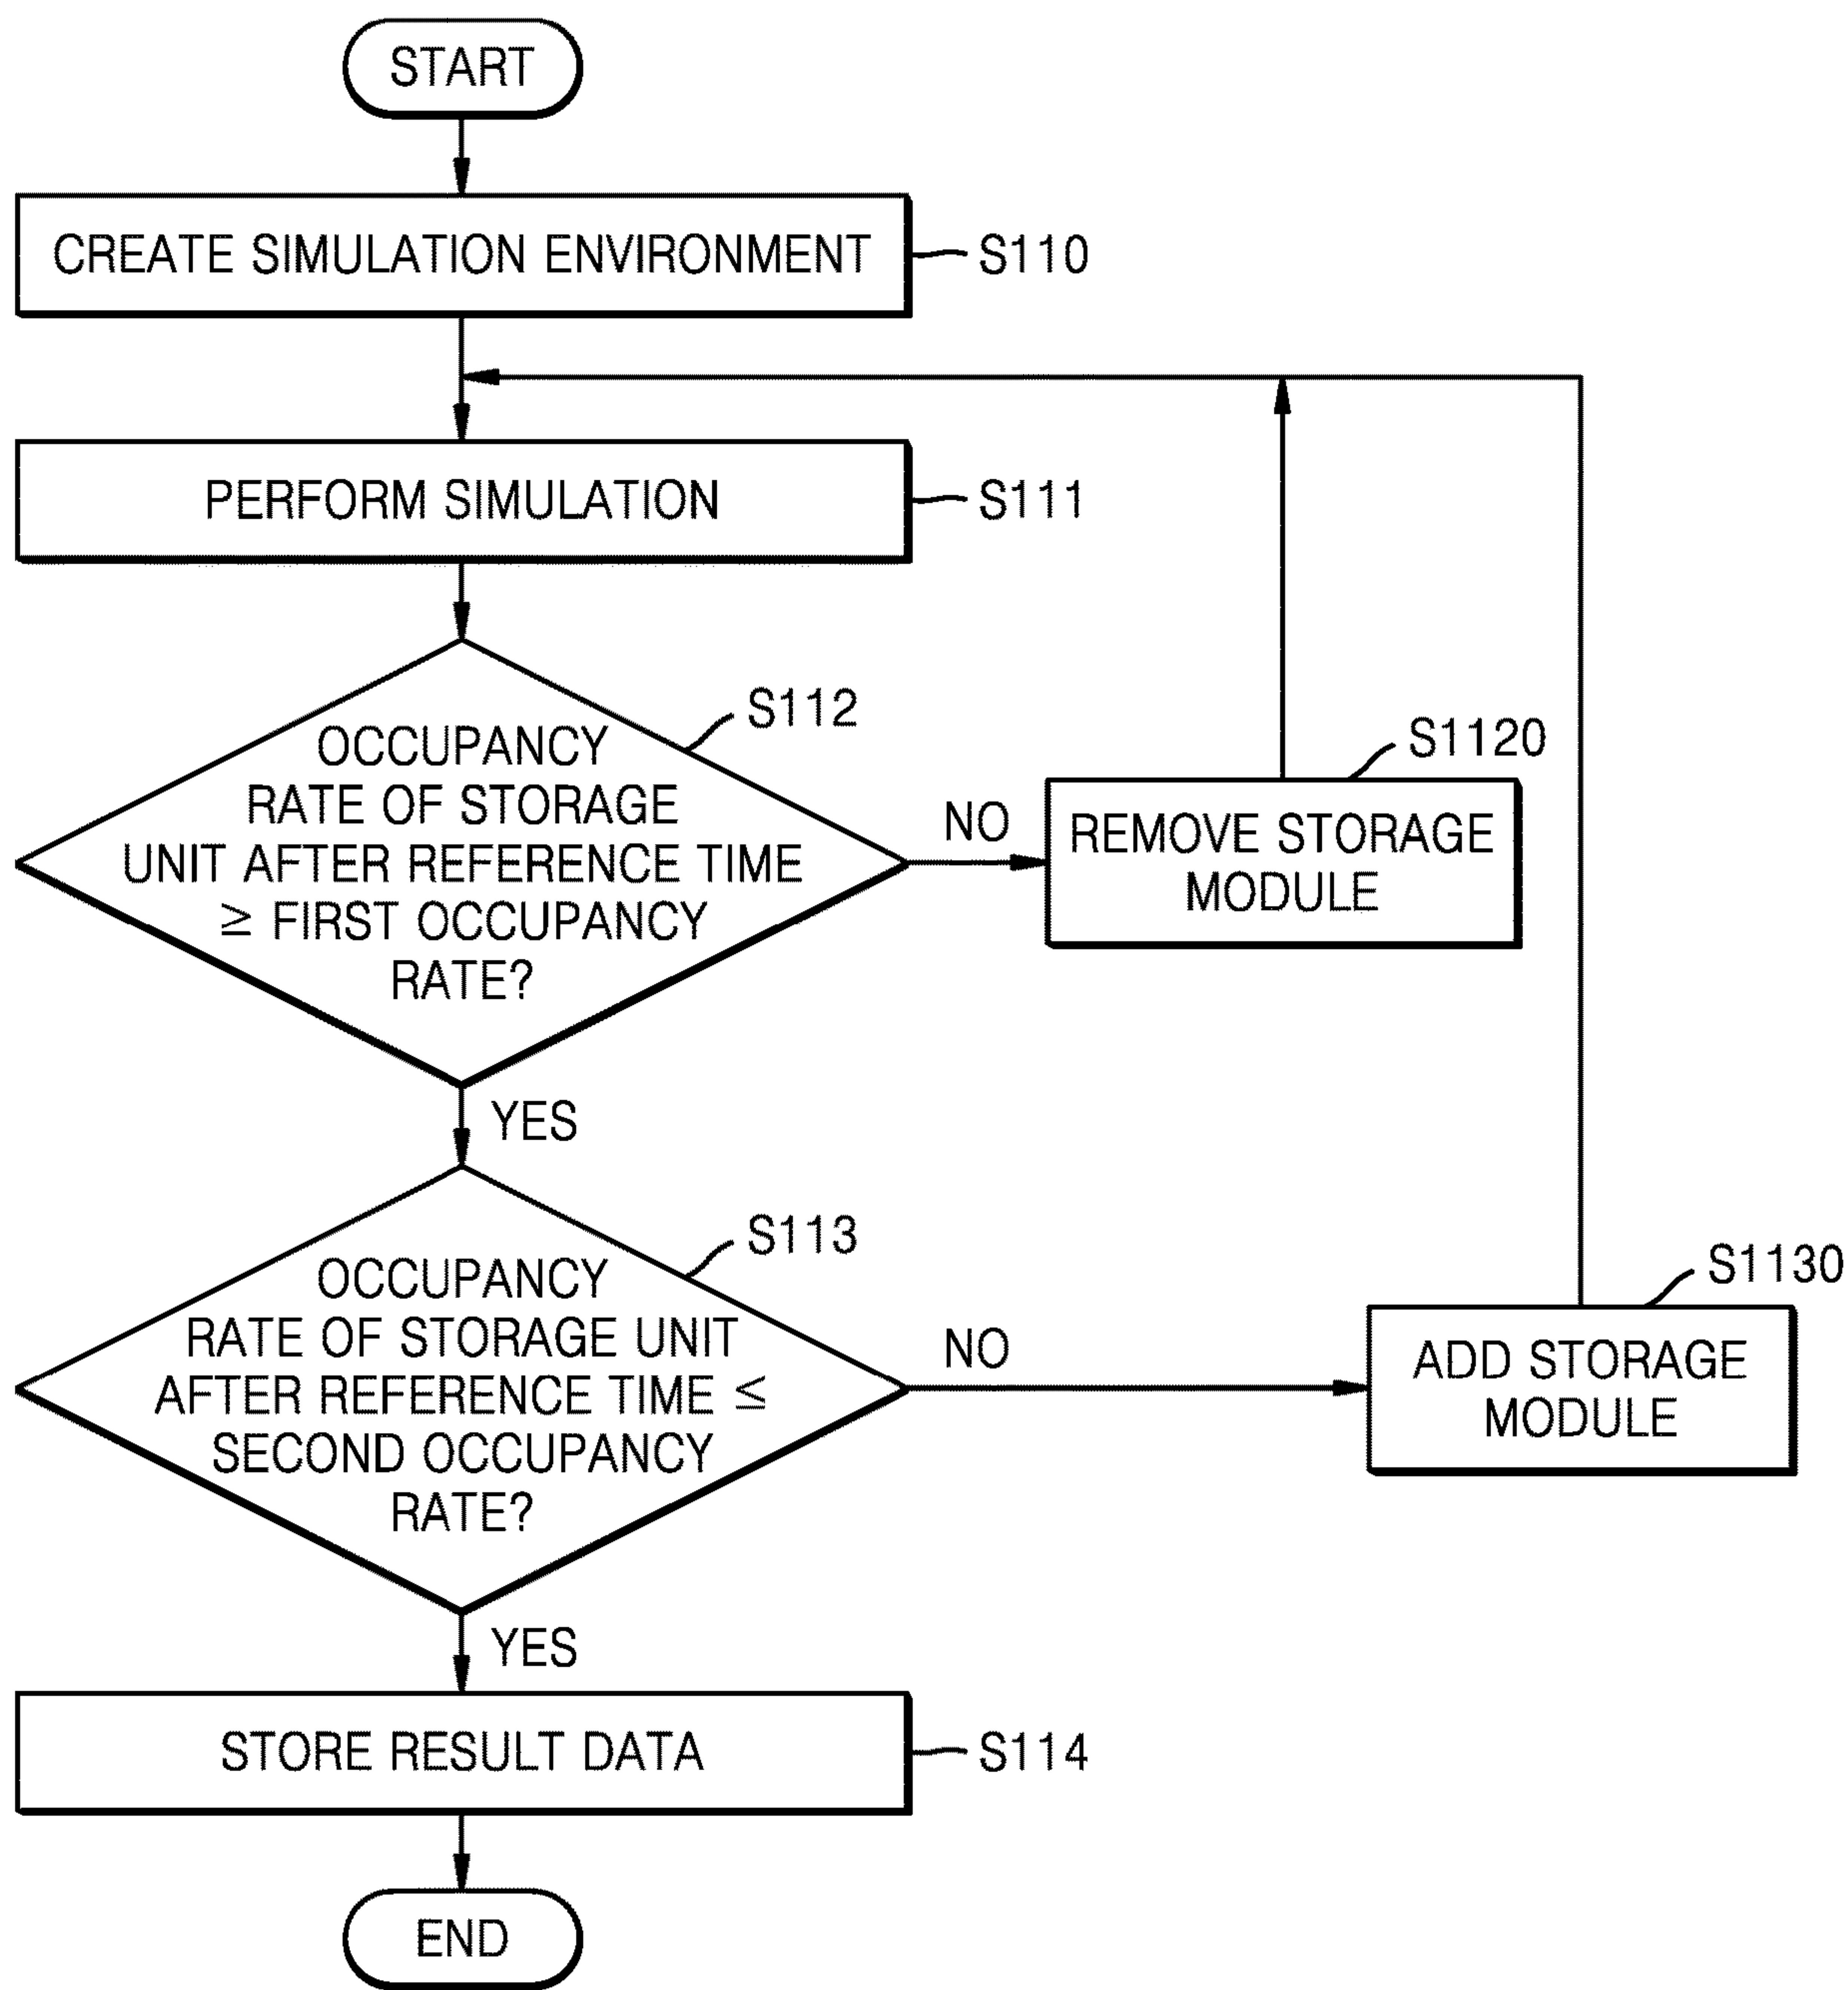 START
CREATE SIMULATION ENVIRONMENT
S110
PERFORM SIMULATION
S111
S112
OCCUPANCY
RATE OF STORAGE
UNIT AFTER REFERENCE TIME
≥ FIRST OCCUPANCY
RATE?
NO
S1120
REMOVE STORAGE
MODULE
YES
S113
OCCUPANCY
RATE OF STORAGE UNIT
AFTER REFERENCE TIME ≤
SECOND OCCUPANCY
RATE?
NO
S1130
ADD STORAGE
MODULE
YES
STORE RESULT DATA
S114
END